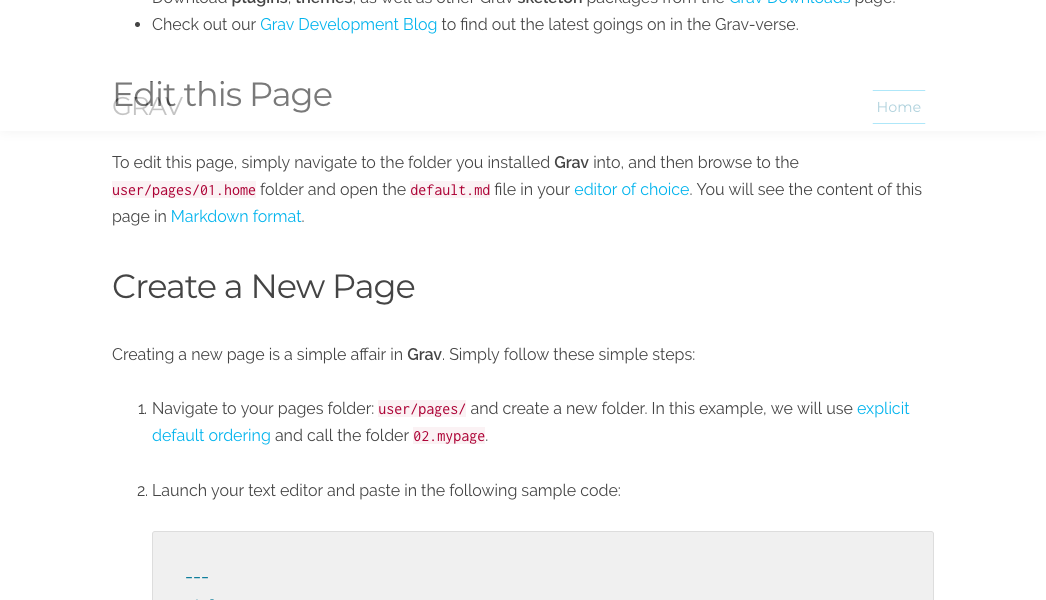 Download plugins, themes, as well as other Grav skeleton packages from the Grav Downloads page.
• Check out our Grav Development Blog to find out the latest goings on in the Grav-verse.
Edit this Page
GRAV
Home
To edit this page, simply navigate to the folder you installed Grav into, and then browse to the
user/pages/01.home folder and open the default.md file in your editor of choice. You will see the content of this
page in Markdown format.
Create a New Page
Creating a new page is a simple affair in Grav. Simply follow these simple steps:
1. Navigate to your pages folder: user/pages/ and create a new folder. In this example, we will use explicit
default ordering and call the folder 02.mypage.
2. Launch your text editor and paste in the following sample code:
---